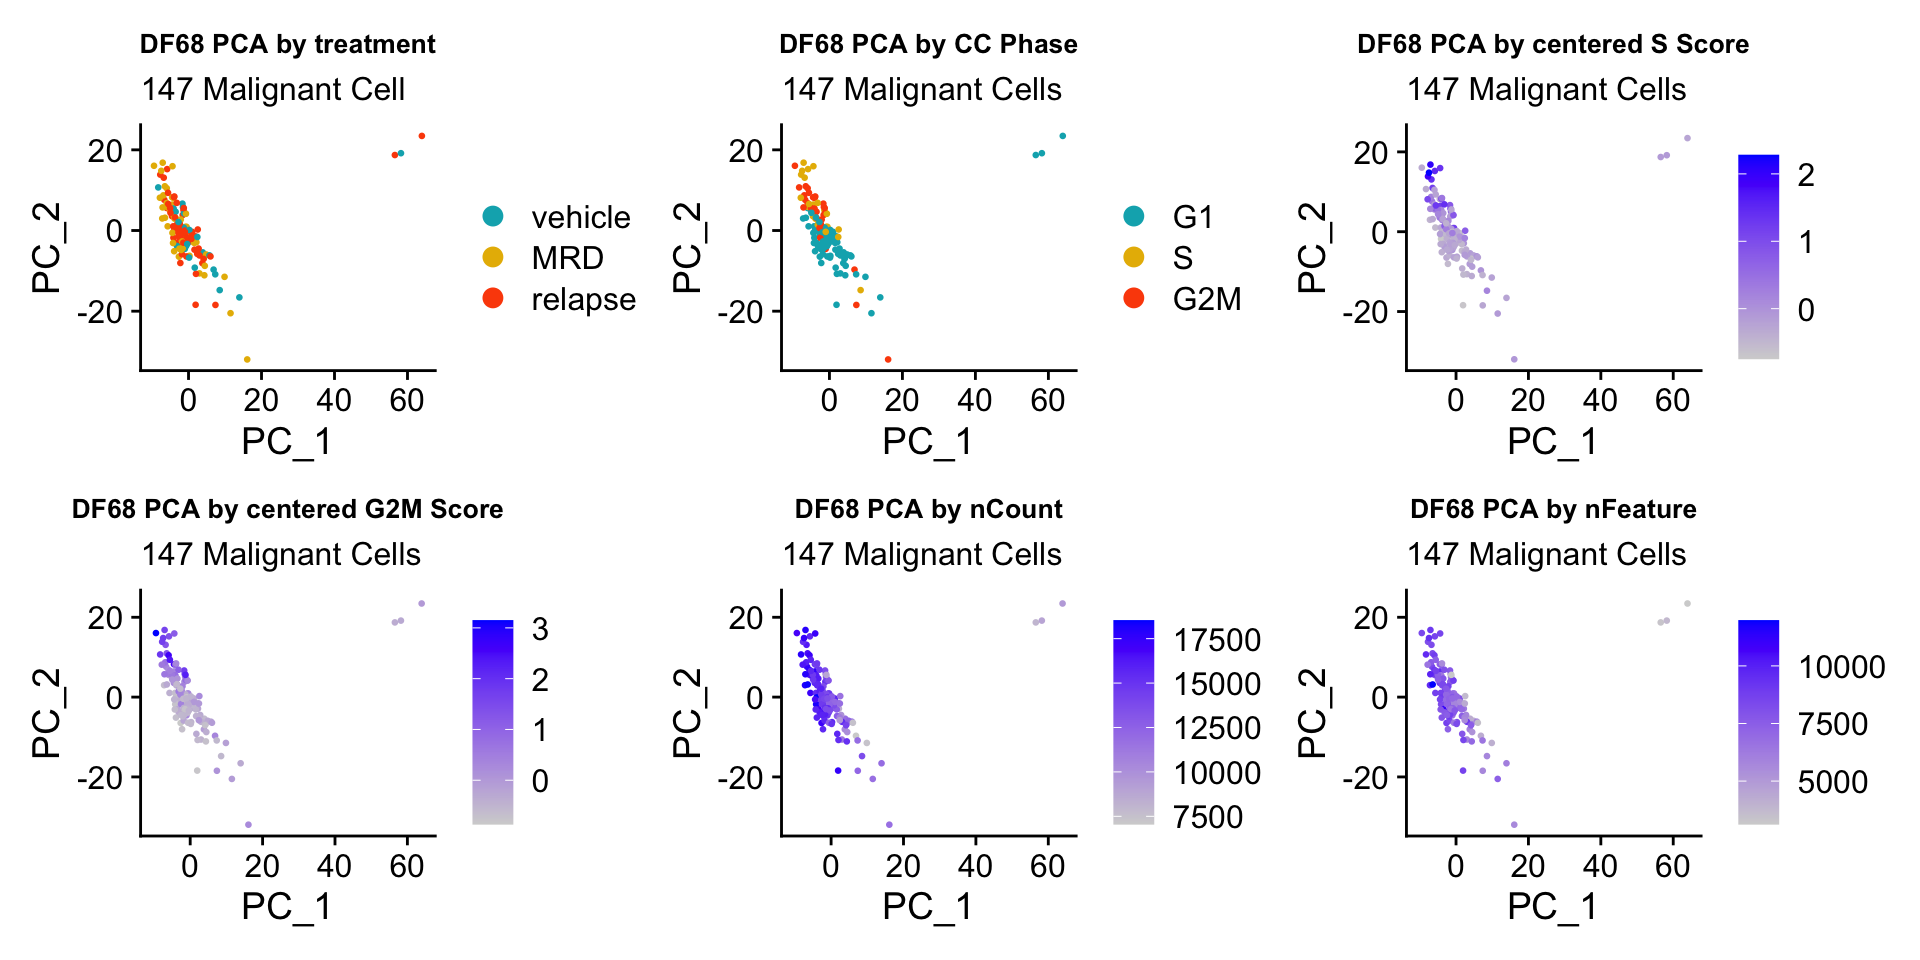 DF68 PCA by treatment
147 Malignant Cell
20
0
-20
PC_2
0 20 40 60
PC_1
vehicle
MRD
relapse
DF68 PCA by CC Phase
147 Malignant Cells
20
0
-20
PC_2
0 20 40 60
PC_1
G1
S
G2M
DF68 PCA by centered S Score
147 Malignant Cells
20
0
-20
PC_2
0 20 40 60
PC_1
2
1
0
DF68 PCA by centered G2M Score
147 Malignant Cells
20
0
-20
PC_2
0 20 40 60
PC_1
3
2
1
0
DF68 PCA by nCount
147 Malignant Cells
20
0
-20
PC_2
0 20 40 60
PC_1
17500
15000
12500
10000
7500
DF68 PCA by nFeature
147 Malignant Cells
20
0
-20
PC_2
0 20 40 60
PC_1
10000
7500
5000